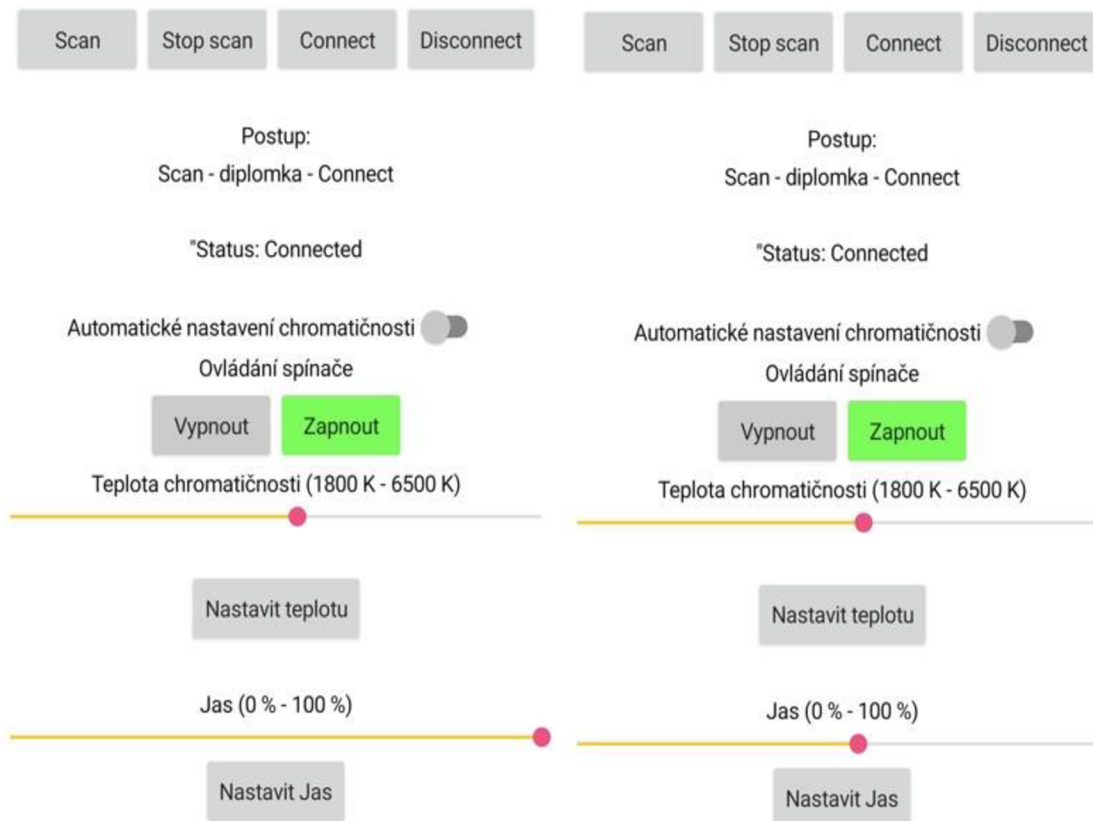 Scan Stop scan Connect Disconnect
Postup:
Scan - diplomka - Connect
"Status: Connected
Automatické nastavení chromatičnosti
Ovládání spínače
Vypnout Zapnout
Teplota chromatičnosti (1800 K - 6500 K)
Nastavit teplotu
Jas (0 % - 100 %)
Nastavit Jas
Scan Stop scan Connect Disconnect
Postup:
Scan - diplomka - Connect
"Status: Connected
Automatické nastavení chromatičnosti
Ovládání spínače
Vypnout Zapnout
Teplota chromatičnosti (1800 K - 6500 K)
Nastavit teplotu
Jas (0 % - 100 %)
Nastavit Jas